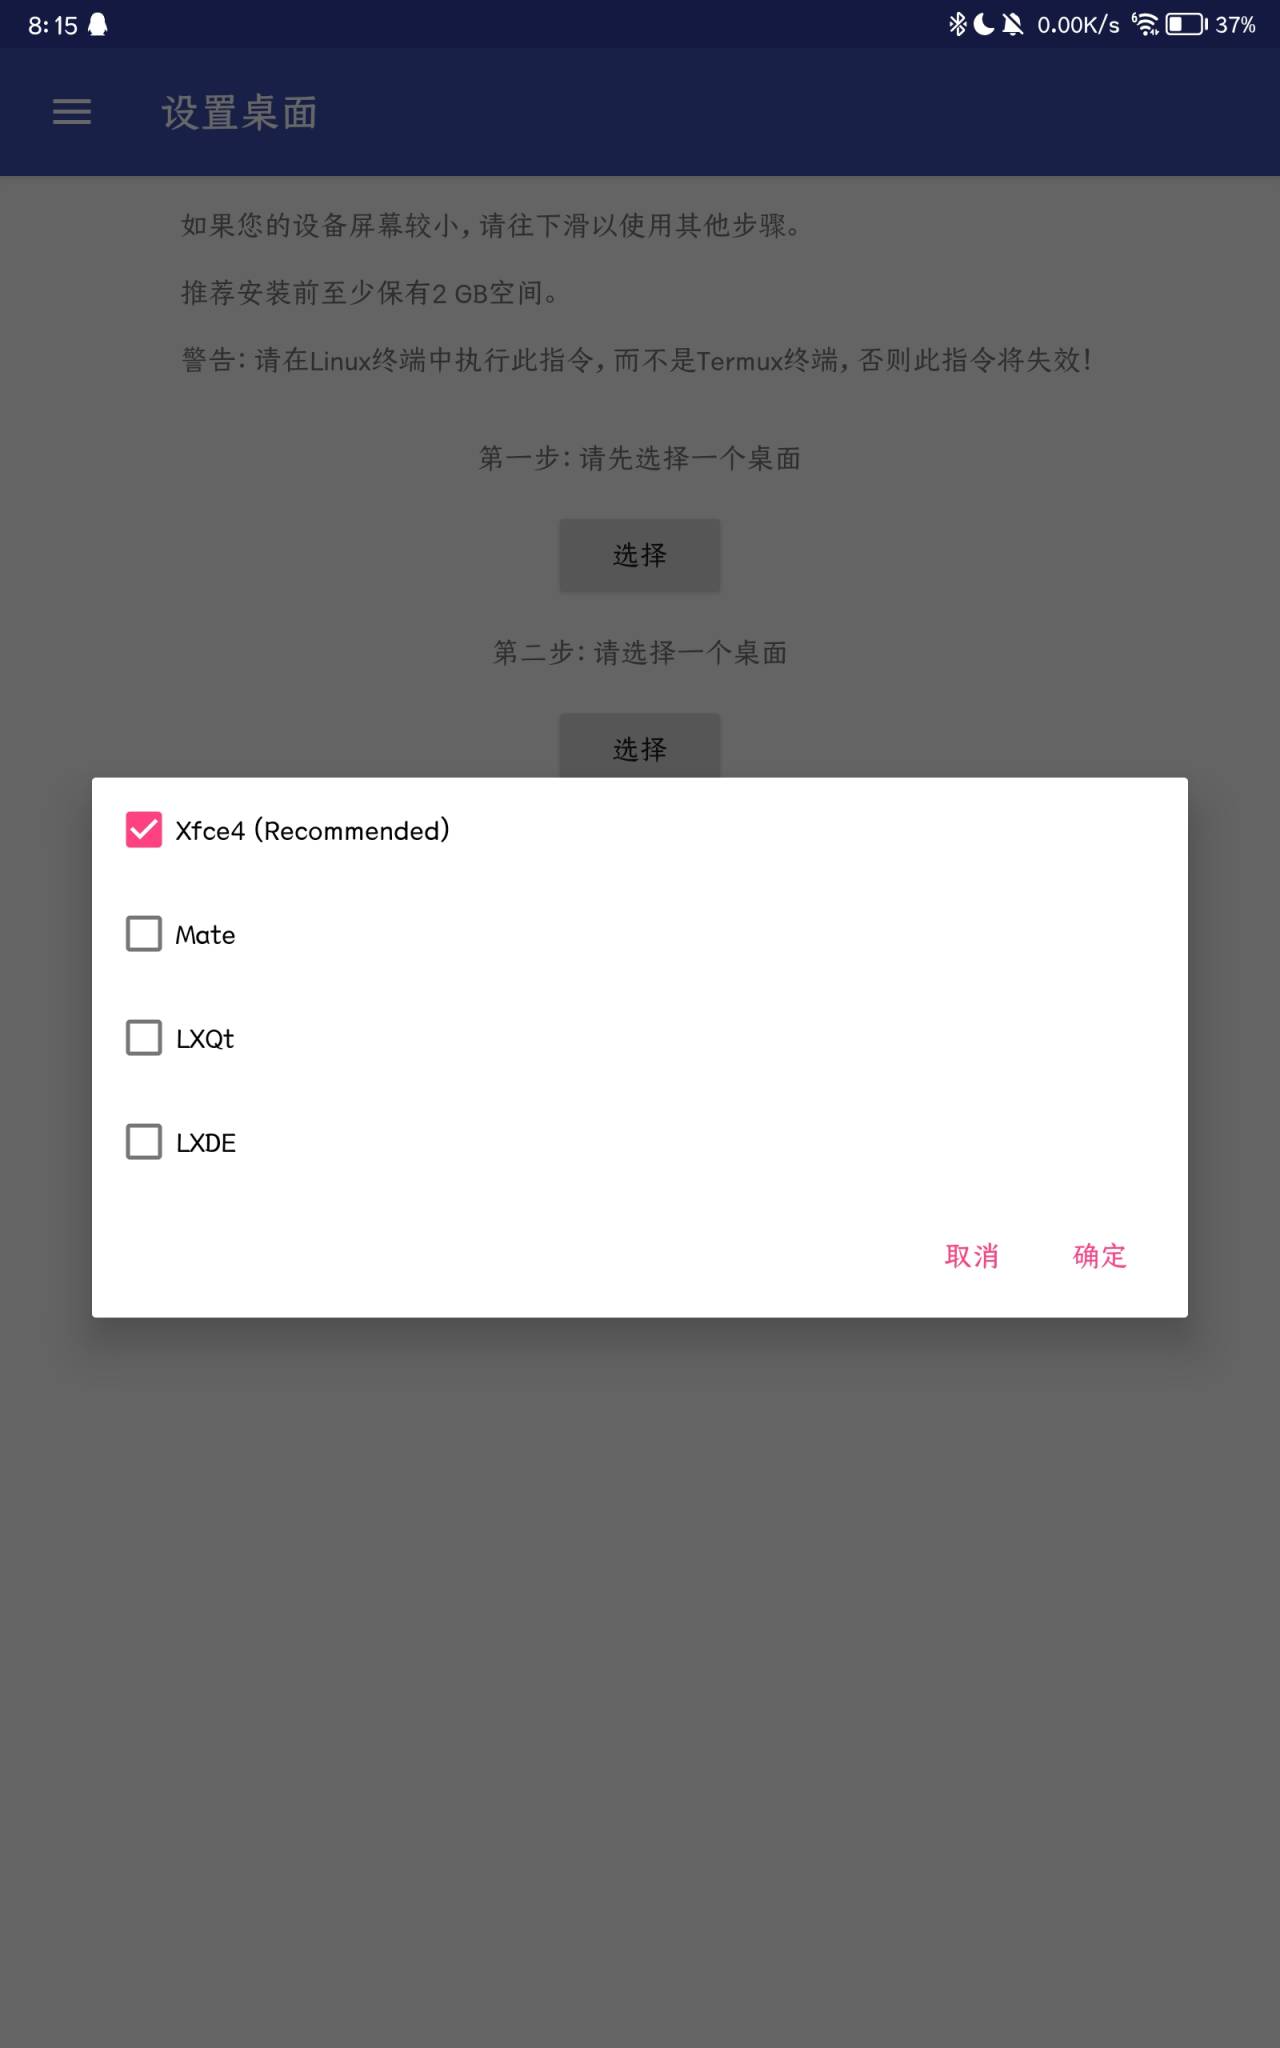 8:15
0.00K/s 6 37%
设置桌面
如果您的设备屏幕较小，请往下滑以使用其他步骤。
推荐安装前至少保有2 GB空间。
警告：请在Linux终端中执行此指令，而不是Termux终端，否则此指令将失效！
第一步：请先选择一个桌面
选择
第二步：请选择一个桌面
选择
Xfce4 (Recommended)
Mate
LXQt
LXDE
取消
确定